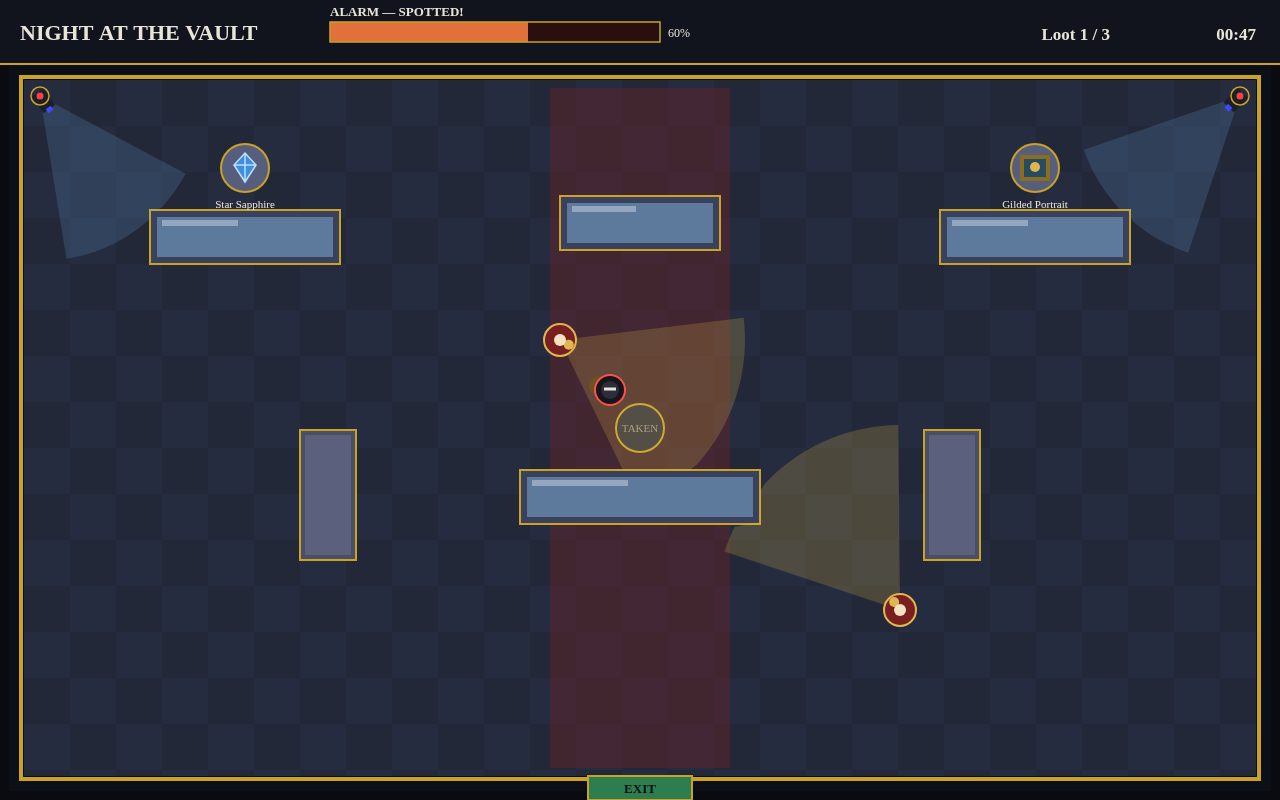 ALARM — SPOTTED!
NIGHT AT THE VAULT
60%
Loot 1 / 3
00:47
Star Sapphire
Gilded Portrait
TAKEN
EXIT